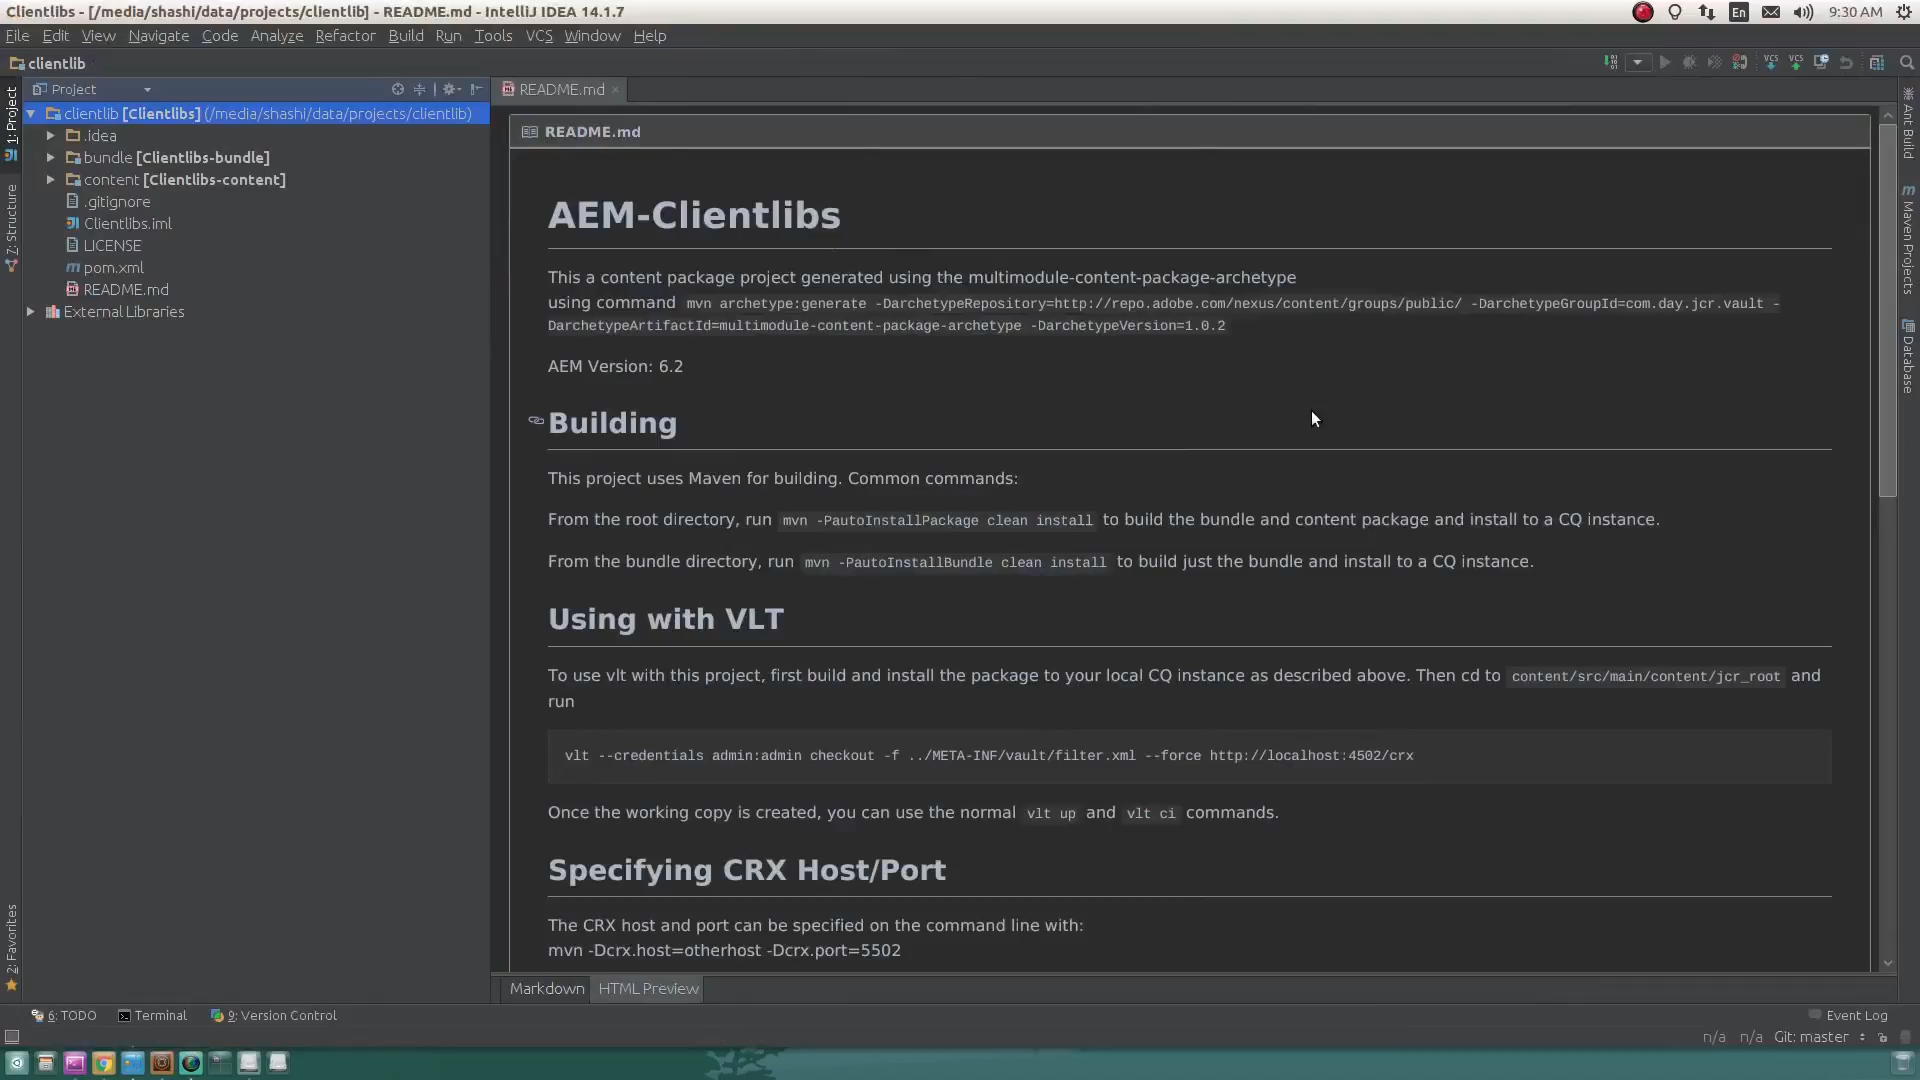 Clientlibs - [/media/shashi/data/projects/clientlib] - README.md - IntelliJ IDEA 14.1.7
En
9:30 AM
File Edit View Navigate Code Analyze Refactor Build Run Tools VCS Window Help
clientlib
VCS VCS
1: Project
Z: Structure
2: Favorites
Project
clientlib [Clientlibs] (/media/shashi/data/projects/clientlib)
.idea
bundle [Clientlibs-bundle]
content [Clientlibs-content]
.gitignore
Clientlibs.iml
LICENSE
pom.xml
README.md
External Libraries
README.md
README.md
AEM-Clientlibs
This a content package project generated using the multimodule-content-package-archetype
using command mvn archetype:generate -DarchetypeRepository=http://repo.adobe.com/nexus/content/groups/public/ -DarchetypeGroupId=com.day.jcr.vault -
DarchetypeArtifactId=multimodule-content-package-archetype -DarchetypeVersion=1.0.2
AEM Version: 6.2
Building
This project uses Maven for building. Common commands:
From the root directory, run mvn -PautoInstallPackage clean install to build the bundle and content package and install to a CQ instance.
From the bundle directory, run mvn -PautoInstallBundle clean install to build just the bundle and install to a CQ instance.
Using with VLT
To use vlt with this project, first build and install the package to your local CQ instance as described above. Then cd to content/src/main/content/jcr_root and
run
vlt --credentials admin:admin checkout -f ../META-INF/vault/filter.xml --force http://localhost:4502/crx
Once the working copy is created, you can use the normal vlt up and vlt ci commands.
Specifying CRX Host/Port
The CRX host and port can be specified on the command line with:
mvn -Dcrx.host=otherhost -Dcrx.port=5502
Markdown HTML Preview
Ant Build
Maven Projects
Database
6: TODO Terminal 9: Version Control
Event Log
n/a n/a Git: master